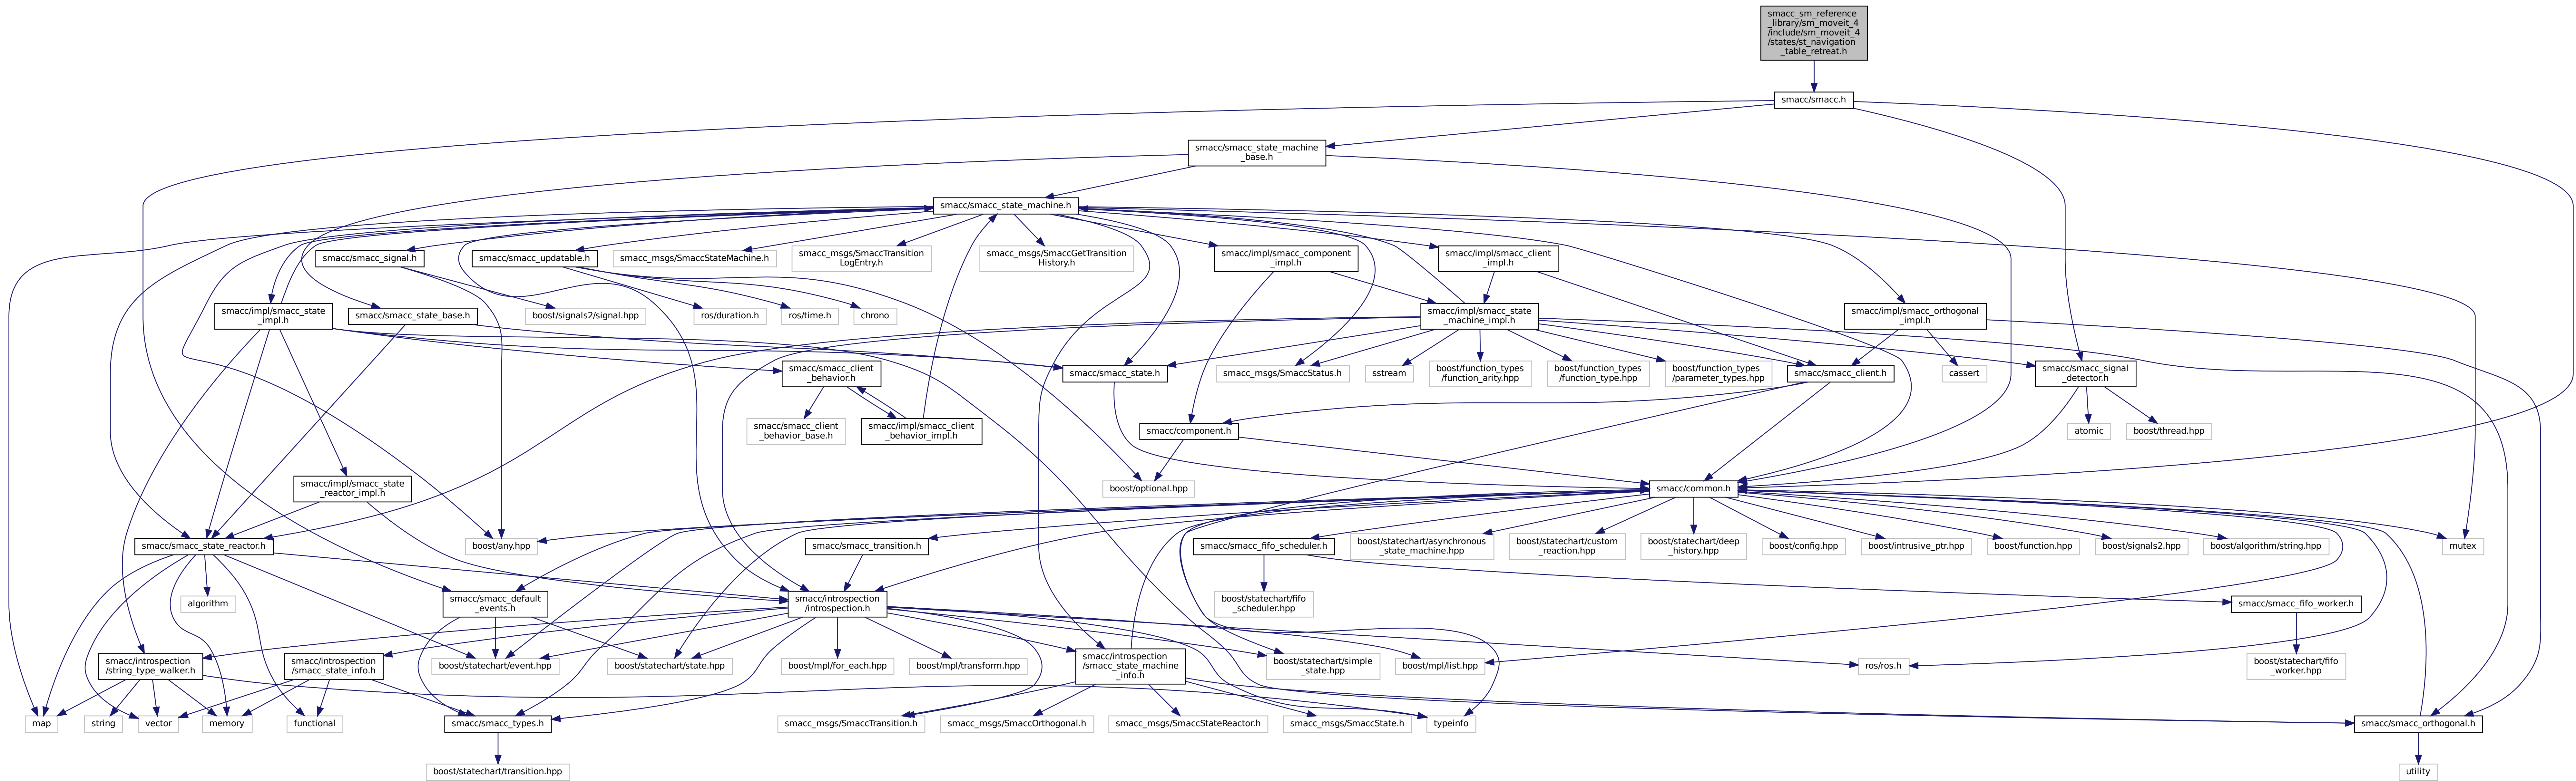 smacc_sm_reference
_library/sm_moveit_4
/include/sm_moveit_4
/states/st_navigation
_table_retreat.h
smacc/smacc.h
smacc/smacc_state_machine
_base.h
smacc/smacc_state_machine.h
smacc/smacc_signal.h
smacc/smacc_updatable.h
smacc_msgs/SmaccStateMachine.h
smacc_msgs/SmaccTransition
LogEntry.h
smacc_msgs/SmaccGetTransition
History.h
smacc/impl/smacc_component
_impl.h
smacc/impl/smacc_client
_impl.h
smacc/impl/smacc_state
_impl.h
smacc/smacc_state_base.h
boost/signals2/signal.hpp
ros/duration.h
ros/time.h
chrono
smacc/impl/smacc_state
_machine_impl.h
smacc/impl/smacc_orthogonal
_impl.h
smacc/smacc_client
_behavior.h
smacc/smacc_state.h
smacc_msgs/SmaccStatus.h
sstream
boost/function_types
/function_arity.hpp
boost/function_types
/function_type.hpp
boost/function_types
/parameter_types.hpp
smacc/smacc_client.h
cassert
smacc/smacc_signal
_detector.h
smacc/smacc_client
_behavior_base.h
smacc/impl/smacc_client
_behavior_impl.h
smacc/component.h
atomic
boost/thread.hpp
smacc/impl/smacc_state
_reactor_impl.h
boost/optional.hpp
smacc/common.h
smacc/smacc_state_reactor.h
boost/any.hpp
smacc/smacc_transition.h
smacc/smacc_fifo_scheduler.h
boost/statechart/asynchronous
_state_machine.hpp
boost/statechart/custom
_reaction.hpp
boost/statechart/deep
_history.hpp
boost/config.hpp
boost/intrusive_ptr.hpp
boost/function.hpp
boost/signals2.hpp
boost/algorithm/string.hpp
mutex
algorithm
smacc/smacc_default
_events.h
smacc/introspection
/introspection.h
boost/statechart/fifo
_scheduler.hpp
smacc/smacc_fifo_worker.h
smacc/introspection
/string_type_walker.h
smacc/introspection
/smacc_state_info.h
boost/statechart/event.hpp
boost/statechart/state.hpp
boost/mpl/for_each.hpp
boost/mpl/transform.hpp
smacc/introspection
/smacc_state_machine
_info.h
boost/statechart/simple
_state.hpp
boost/mpl/list.hpp
ros/ros.h
boost/statechart/fifo
_worker.hpp
map
string
vector
memory
functional
smacc/smacc_types.h
smacc_msgs/SmaccTransition.h
smacc_msgs/SmaccOrthogonal.h
smacc_msgs/SmaccStateReactor.h
smacc_msgs/SmaccState.h
typeinfo
smacc/smacc_orthogonal.h
boost/statechart/transition.hpp
utility